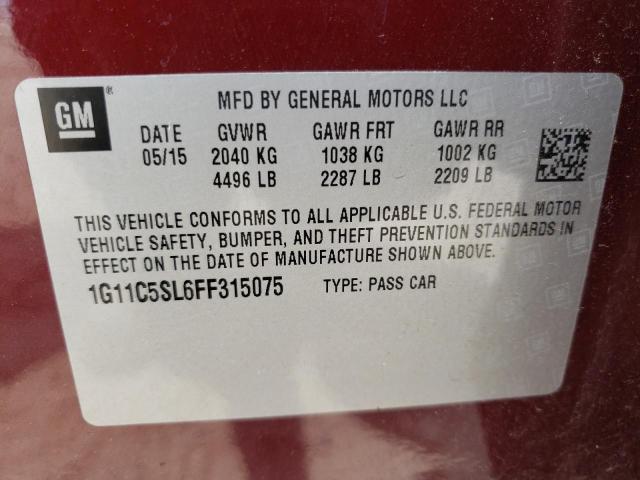 GM®
MFD BY GENERAL MOTORS LLC
DATE GVWR GAWR FRT GAWR RR
05/15 2040 KG 1038 KG 1002 KG
4496 LB 2287 LB 2209 LB
THIS VEHICLE CONFORMS TO ALL APPLICABLE U.S. FEDERAL MOTOR
VEHICLE SAFETY, BUMPER, AND THEFT PREVENTION STANDARDS IN
EFFECT ON THE DATE OF MANUFACTURE SHOWN ABOVE.
1G11C5SL6FF315075 TYPE: PASS CAR